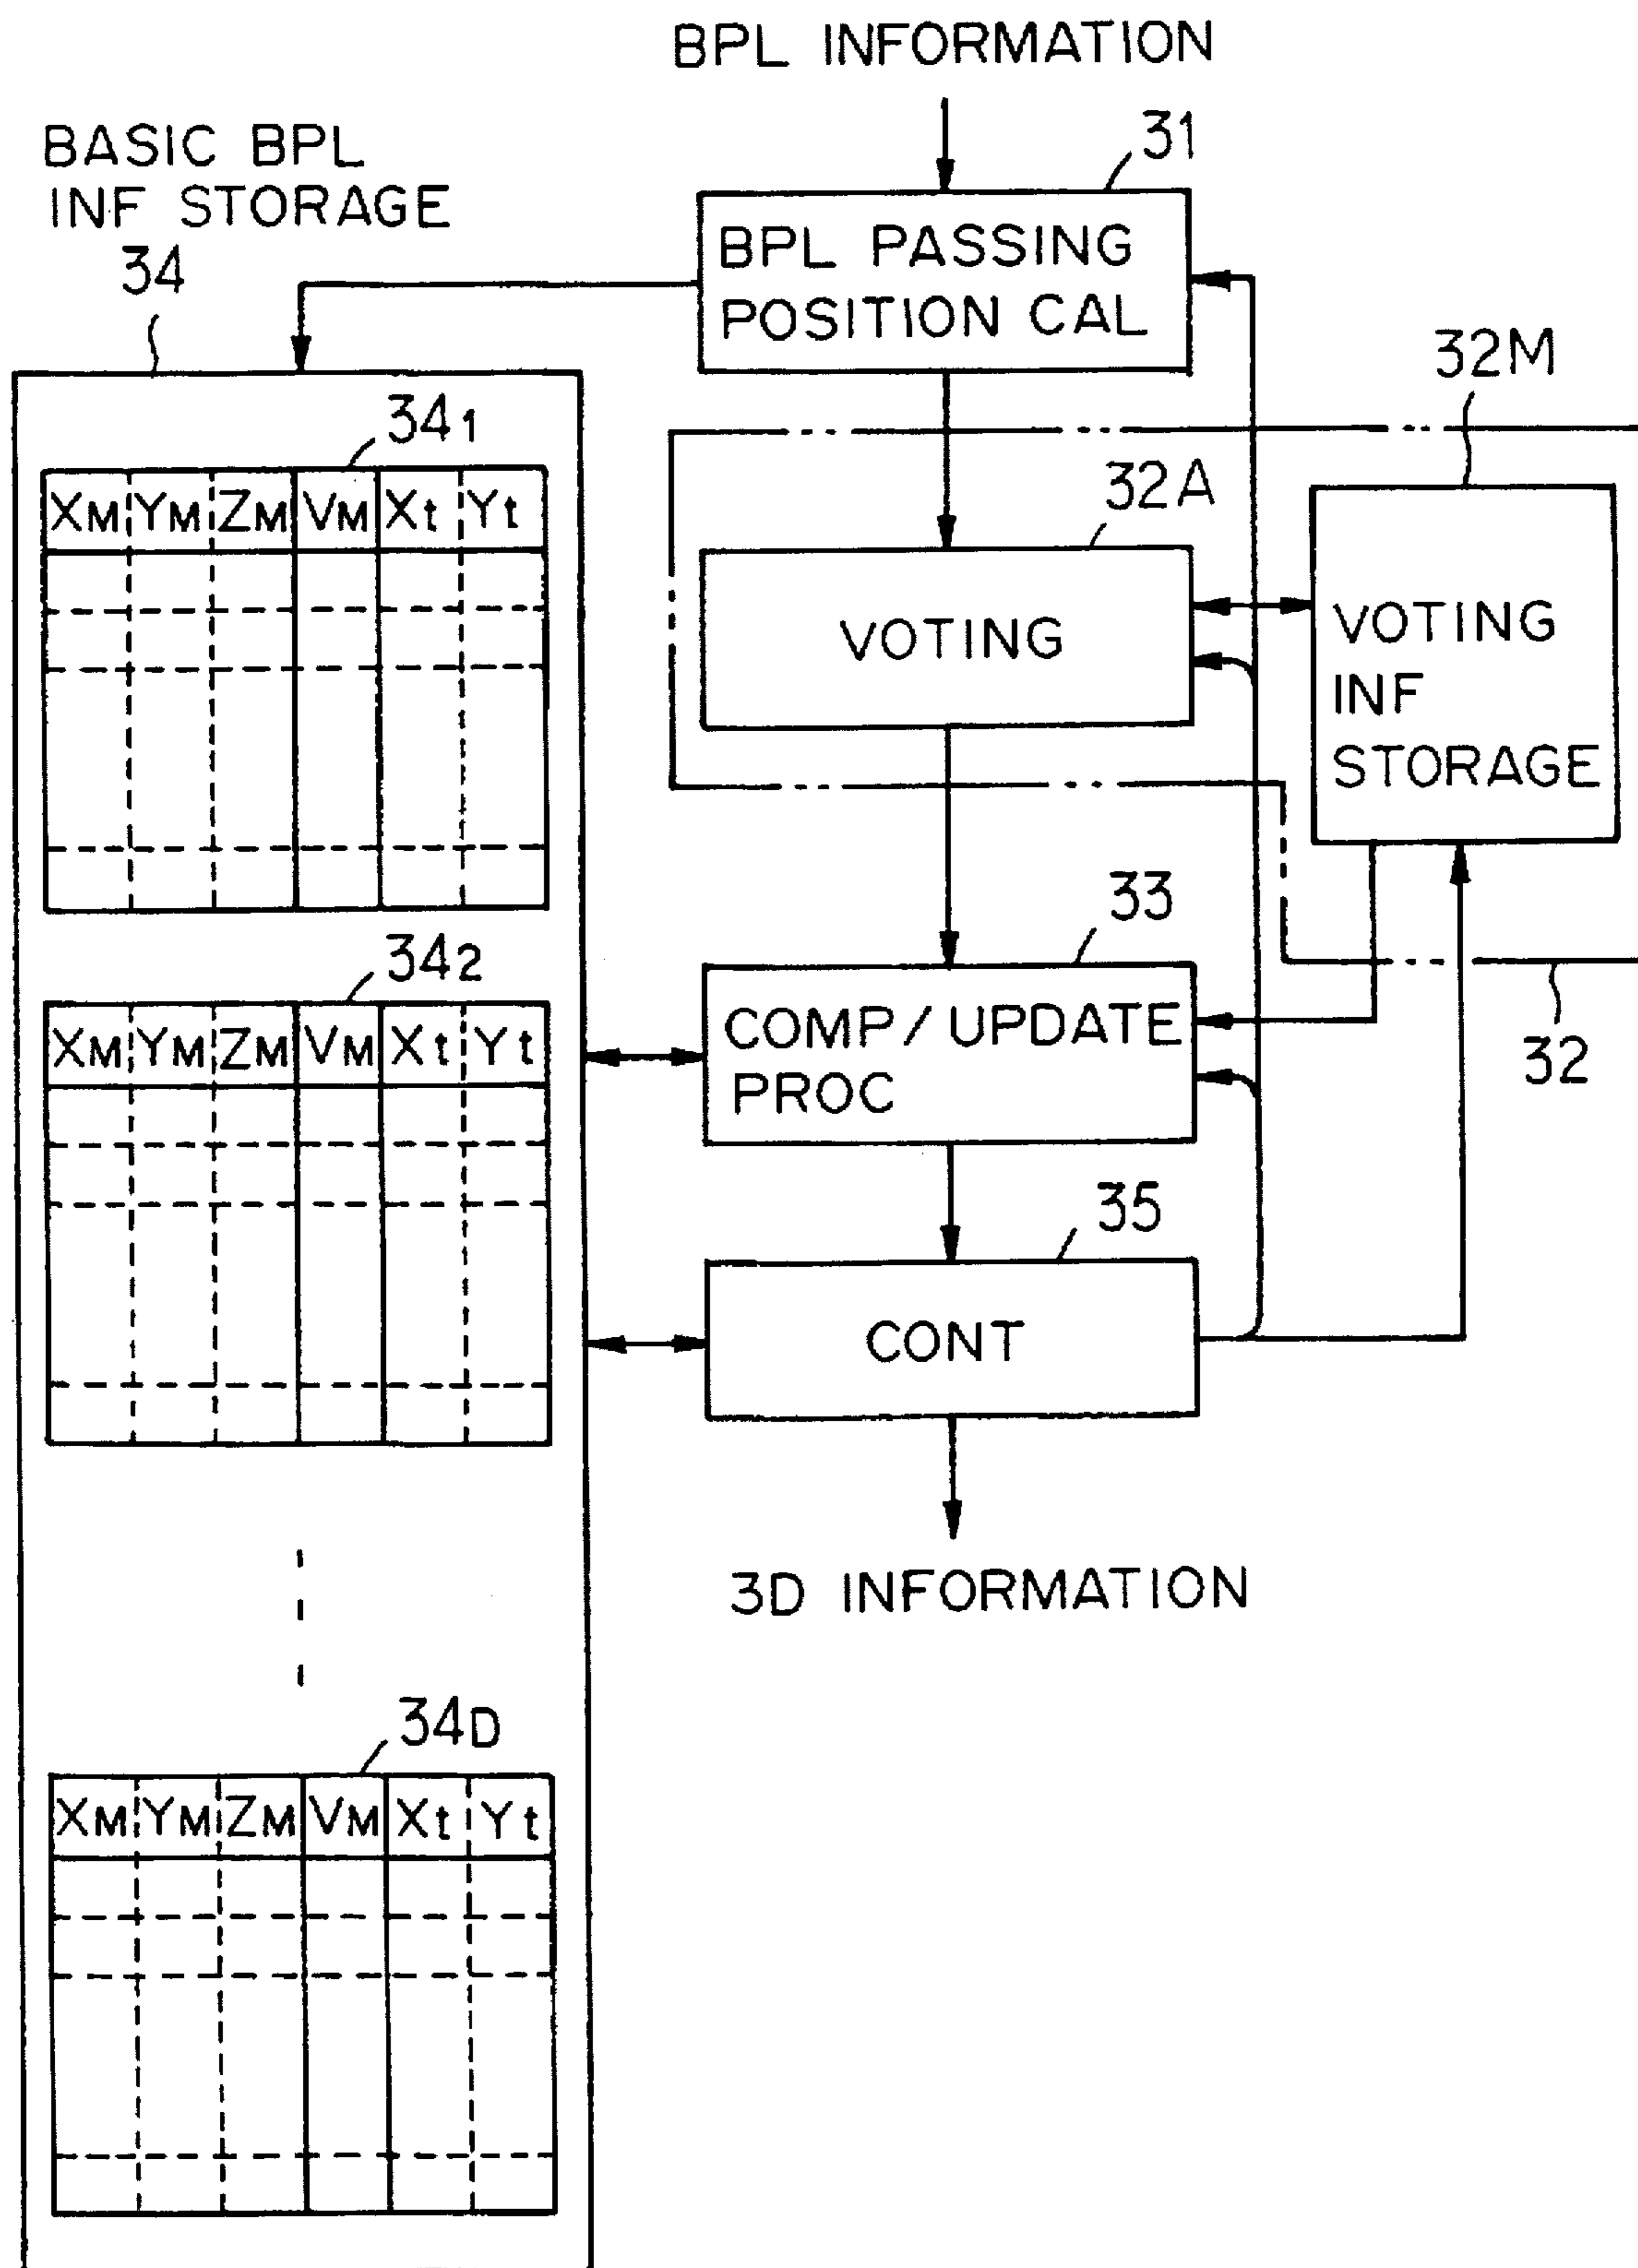 BPL INFORMATION
BASIC BPL
INF STORAGE
34
31
BPL PASSING
POSITION CAL
32M
341
XM YM ZM VM Xt Yt
32A
VOTING
VOTING
INF
STORAGE
342
XM YM ZM VM Xt Yt
33
COMP/UPDATE
PROC
32
35
CONT
3D INFORMATION
34D
XM YM ZM VM Xt Yt